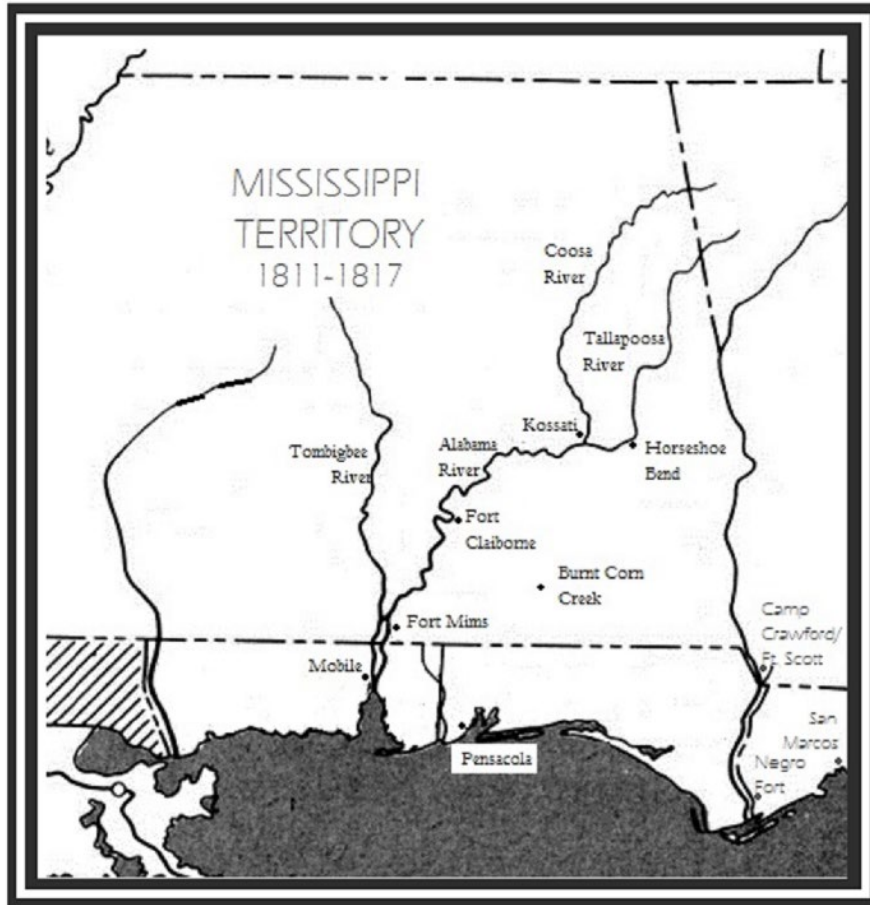 MISSISSIPPI
TERRITORY
1811-1817
Coosa
River
Tallapoosa
River
Kossati
Tombigbee
River
Alabama
River
Horseshoe
Bend
Fort
Claiborne
Burnt Corn
Creek
Fort Mims
Camp
Crawford/
Ft. Scott
Mobile
San
Marcos
Pensacola
Negro
Fort